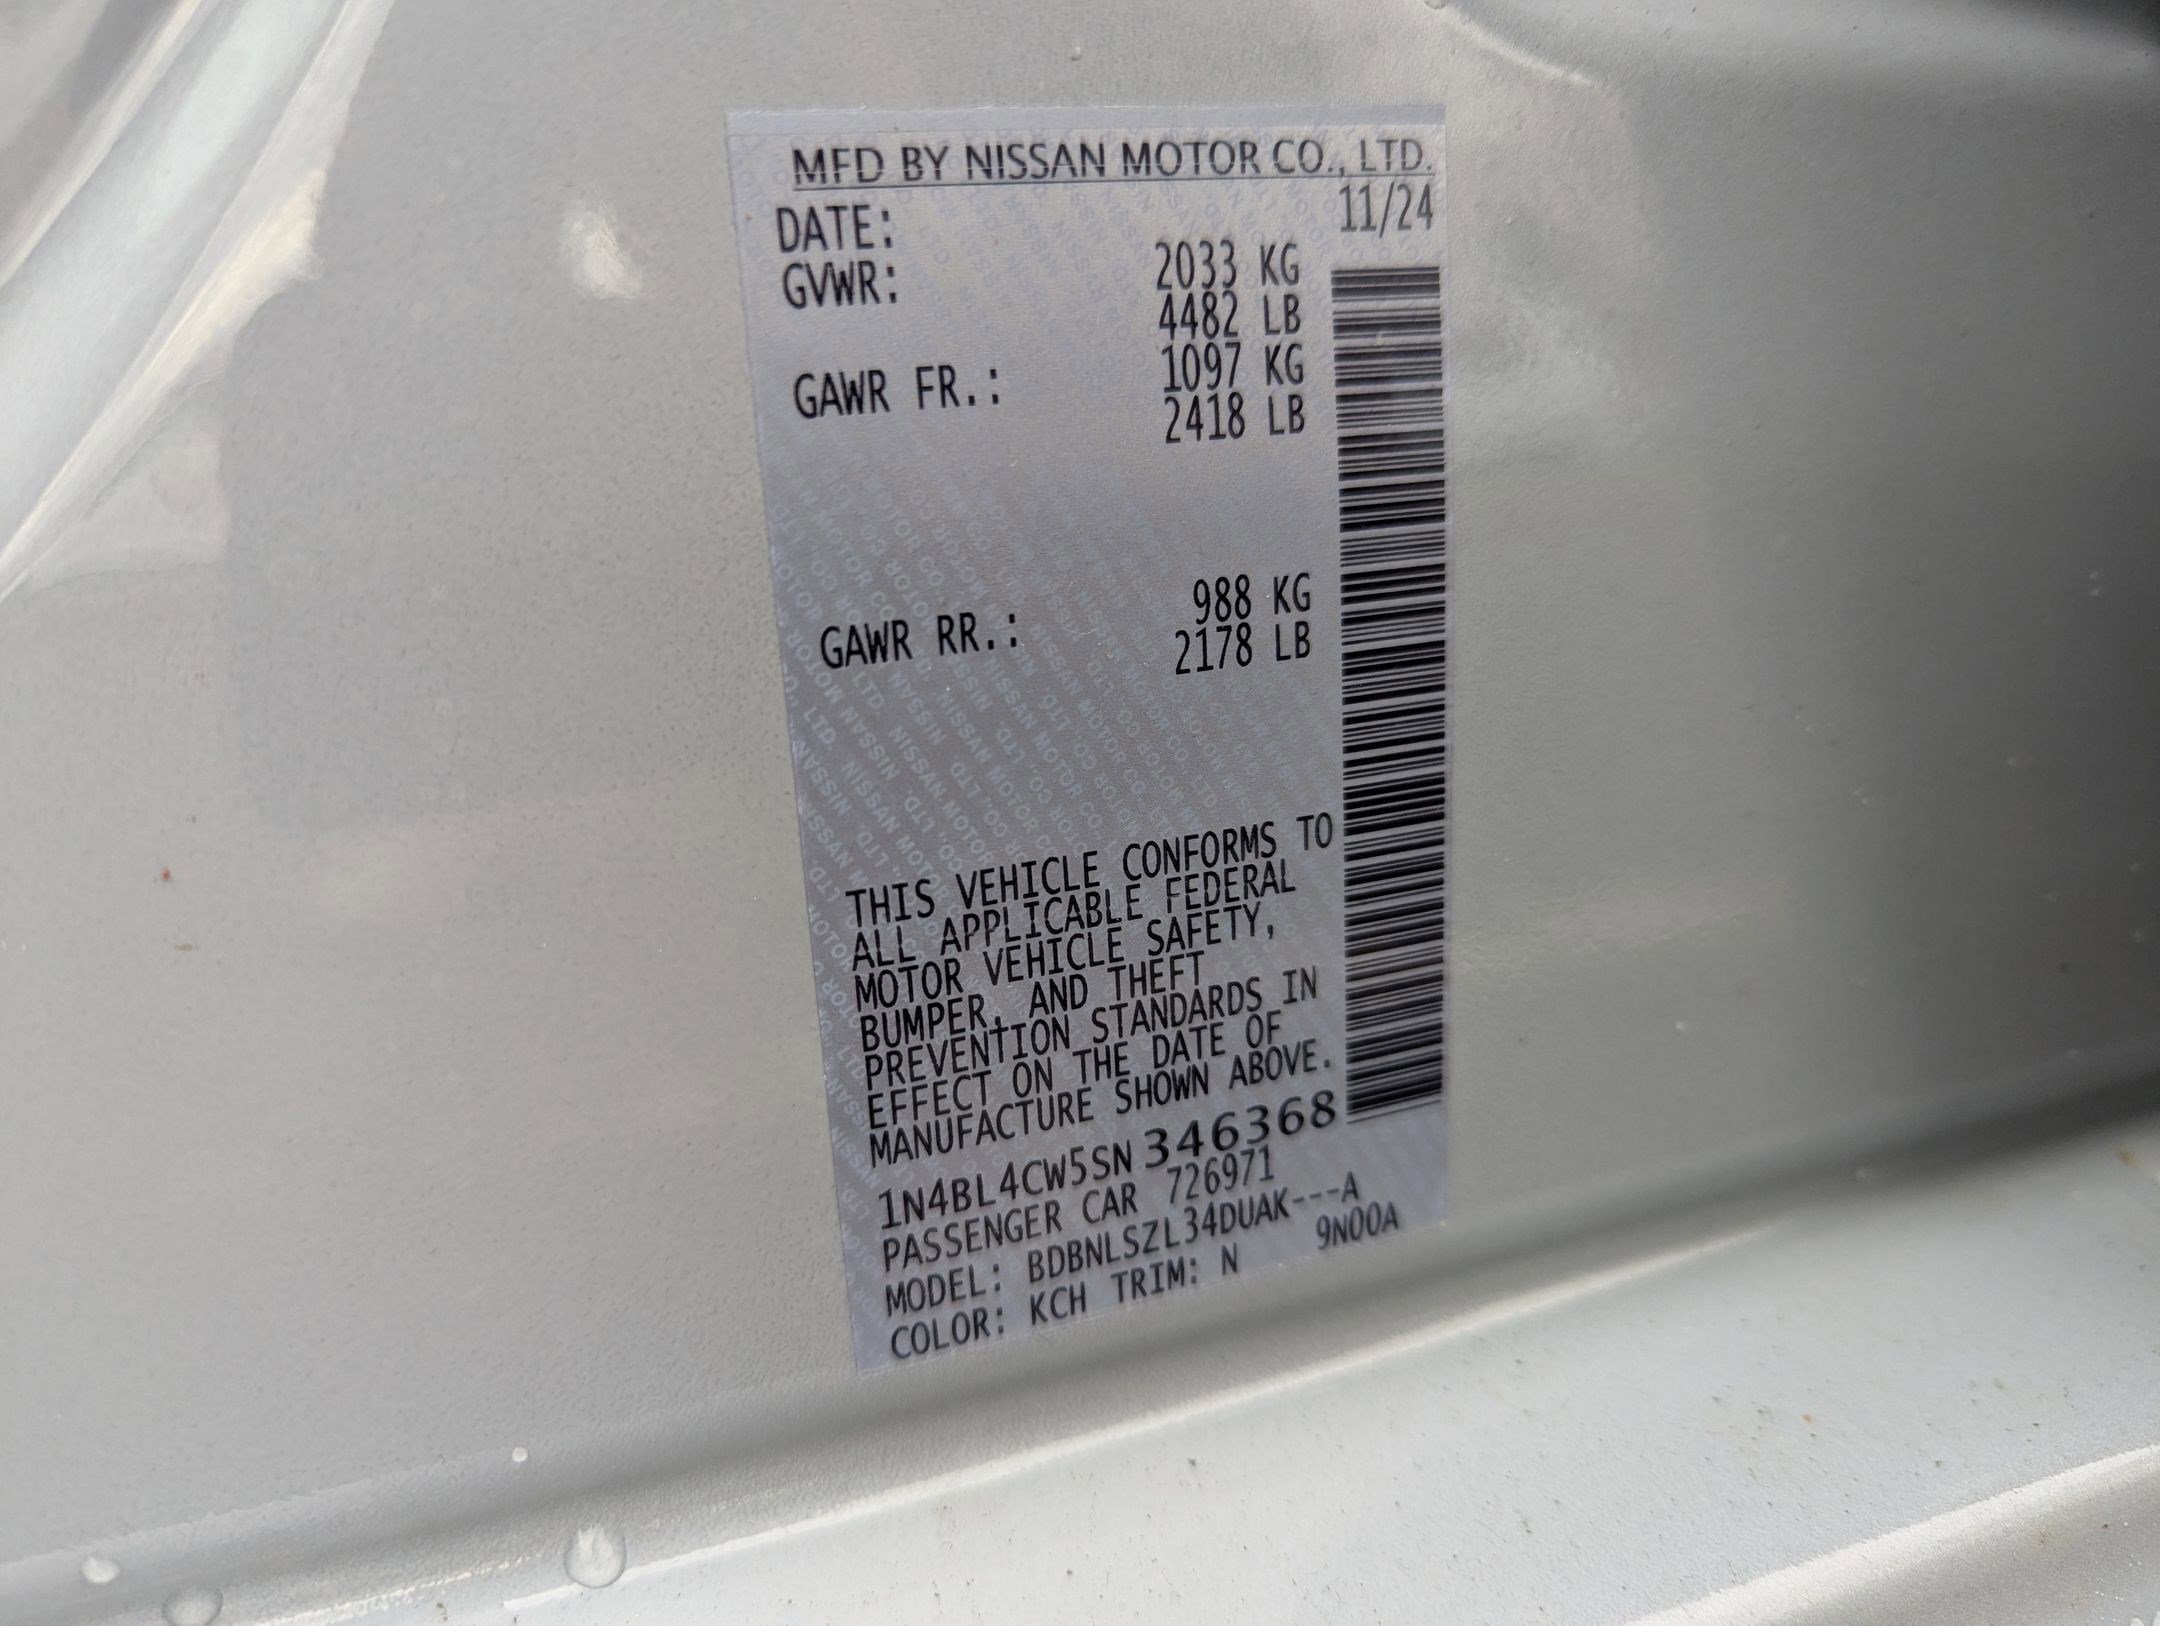 MFD BY NISSAN MOTOR CO., LTD.
DATE: 11/24
GVWR: 2033 KG
4482 LB
GAWR FR.: 1097 KG
2418 LB
GAWR RR.: 988 KG
2178 LB
THIS VEHICLE CONFORMS TO
ALL APPLICABLE FEDERAL
MOTOR VEHICLE SAFETY,
BUMPER, AND THEFT
PREVENTION STANDARDS IN
EFFECT ON THE DATE OF
MANUFACTURE SHOWN ABOVE.
1N4BL4CW5SN346368
PASSENGER CAR 726971
MODEL: BDBNLSZL34DUAK---A
COLOR: KCH TRIM: N 9N00A